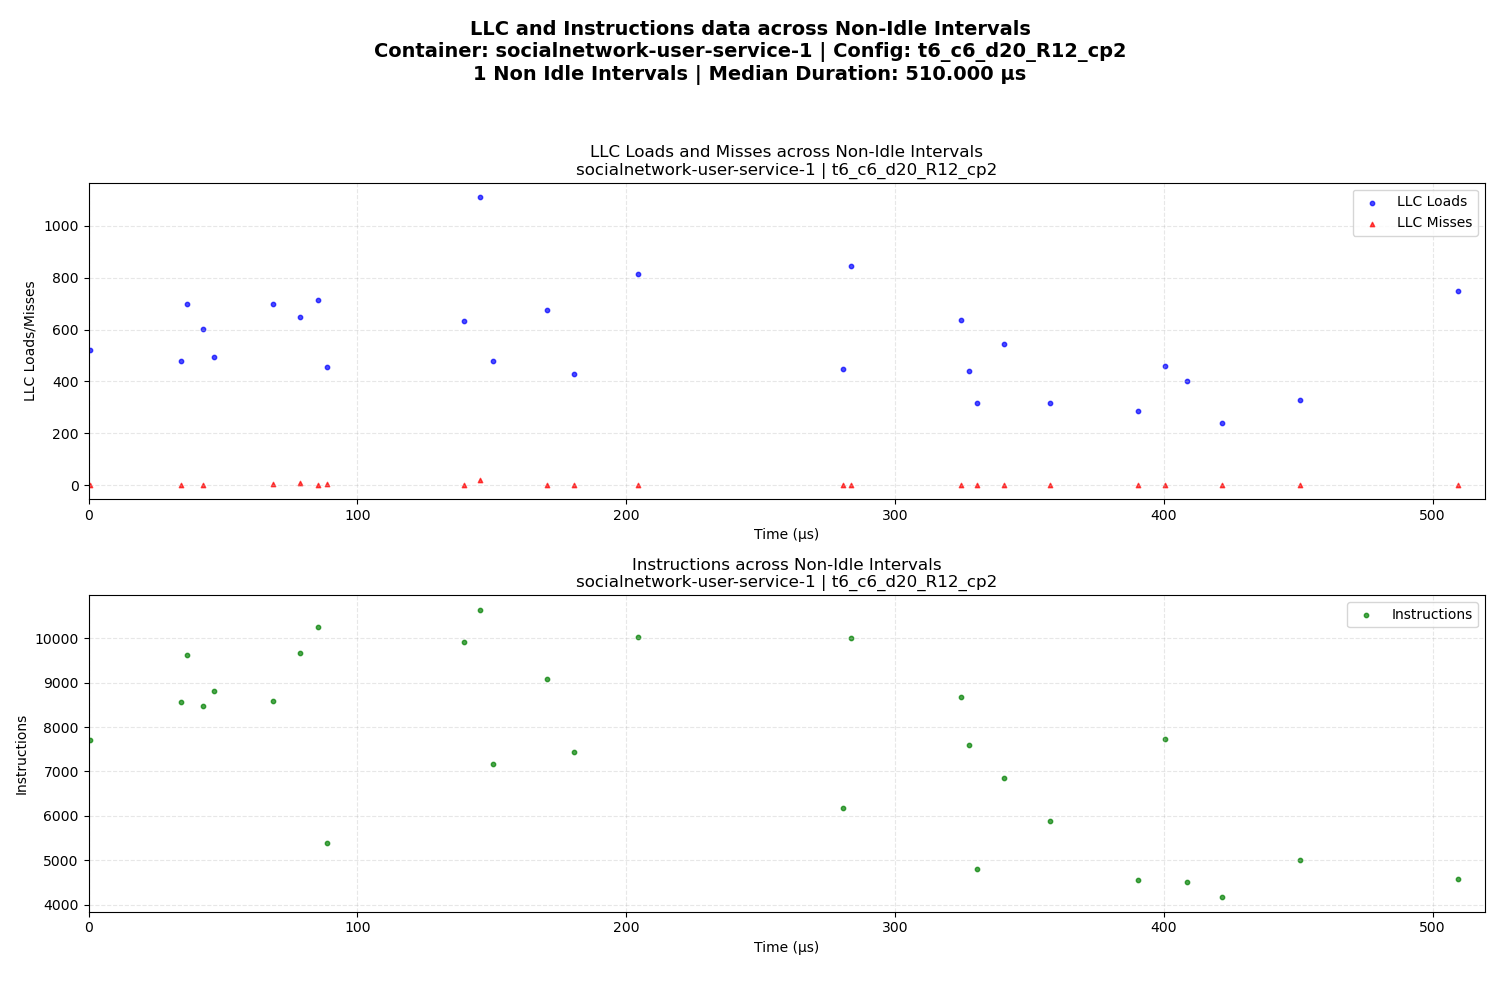 LLC and Instructions data across Non-Idle Intervals
Container: socialnetwork-user-service-1 | Config: t6_c6_d20_R12_cp2
1 Non Idle Intervals | Median Duration: 510.000 µs
LLC Loads and Misses across Non-Idle Intervals
socialnetwork-user-service-1 | t6_c6_d20_R12_cp2
LLC Loads
LLC Misses
LLC Loads/Misses
1000
800
600
400
200
0
0 100 200 300 400 500
Time (µs)
Instructions across Non-Idle Intervals
socialnetwork-user-service-1 | t6_c6_d20_R12_cp2
Instructions
Instructions
10000
9000
8000
7000
6000
5000
4000
0 100 200 300 400 500
Time (µs)